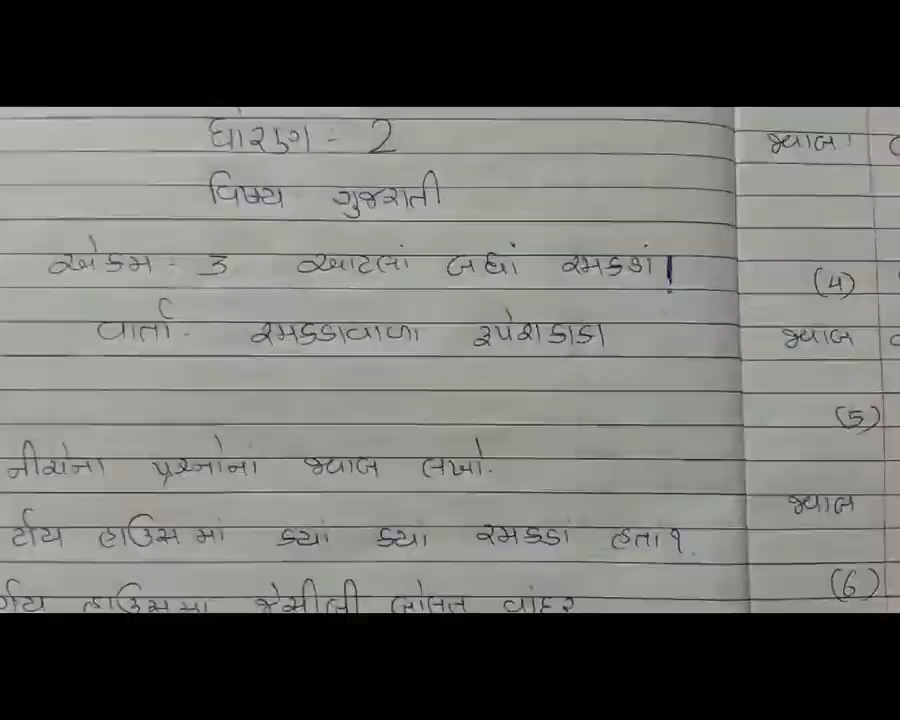 ધોરણ - 2
વિષય ગુજરાતી
એકમ - 3 આટલાં બધાં રમકડાં!
વાર્તા - રમકડાવાળા રૂપેશકાકા
નીચેના પ્રશ્નોનાં જવાબ લખો.
ટોય હાઉસ માં ક્યાં ક્યા રમકડાં હતા?
ટોય હાઉસમાં
જવાબ
(4)
જવાબ
(5)
જવાબ
(6)